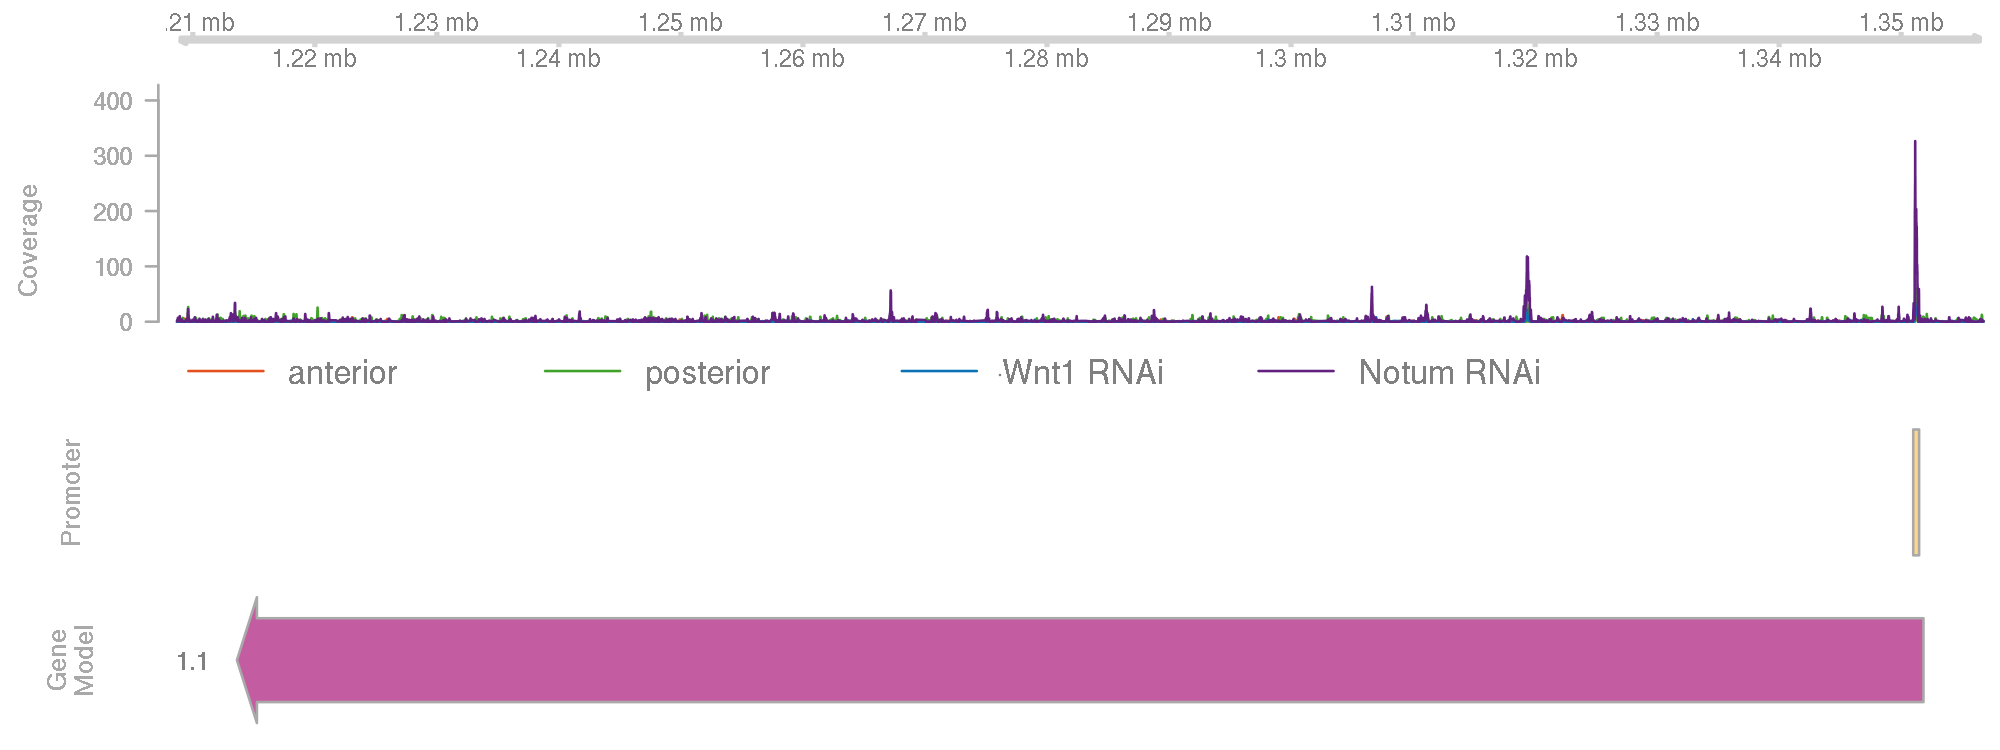 .21 mb 1.23 mb 1.25 mb 1.27 mb 1.29 mb 1.31 mb 1.33 mb 1.35 mb
1.22 mb 1.24 mb 1.26 mb 1.28 mb 1.3 mb 1.32 mb 1.34 mb
Coverage
400
300
200
100
0
anterior posterior Wnt1 RNAi Notum RNAi
Promoter
Gene
Model
1.1